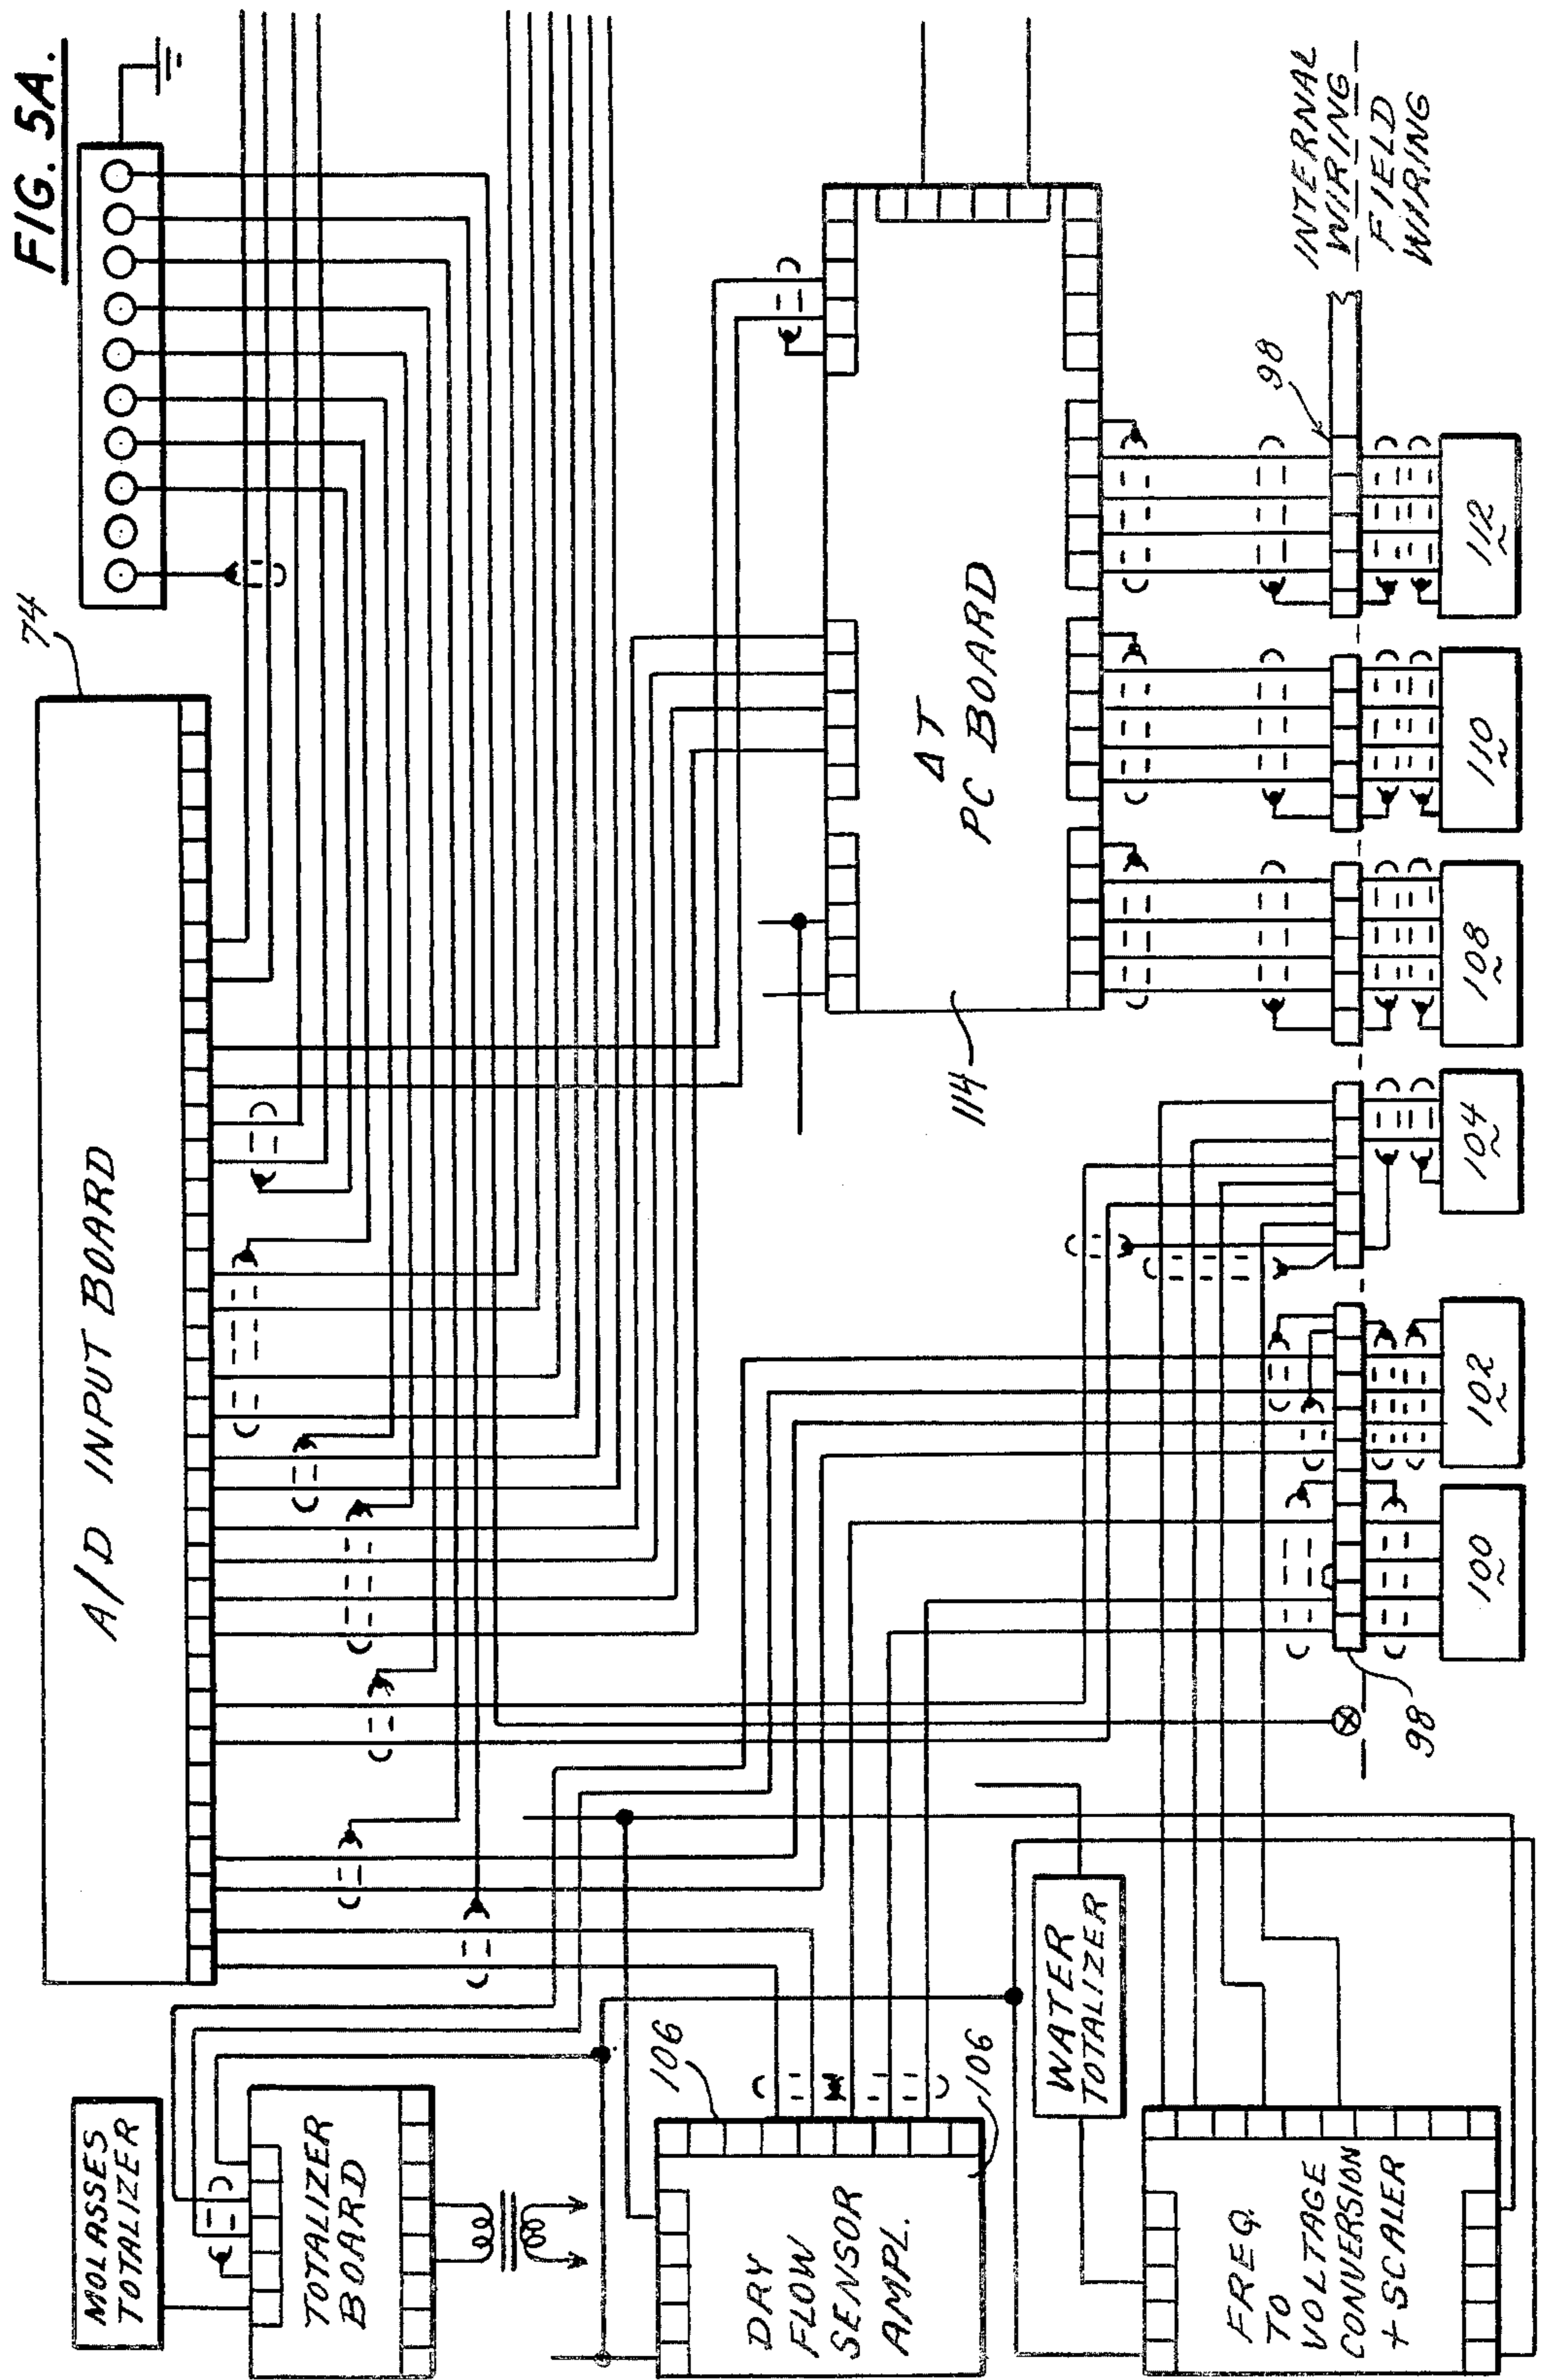 FIG. 5A.
74
A/D INPUT BOARD
MOLASSES
TOTALIZER
TOTALIZER
BOARD
106
DRY
FLOW
SENSOR
AMPL.
106
WATER
TOTALIZER
FREQ.
TO
VOLTAGE
CONVERSION
+ SCALER
114
ΔT
PC BOARD
98
98
INTERNAL
WIRING
FIELD
WIRING
100
102
104
108
110
112